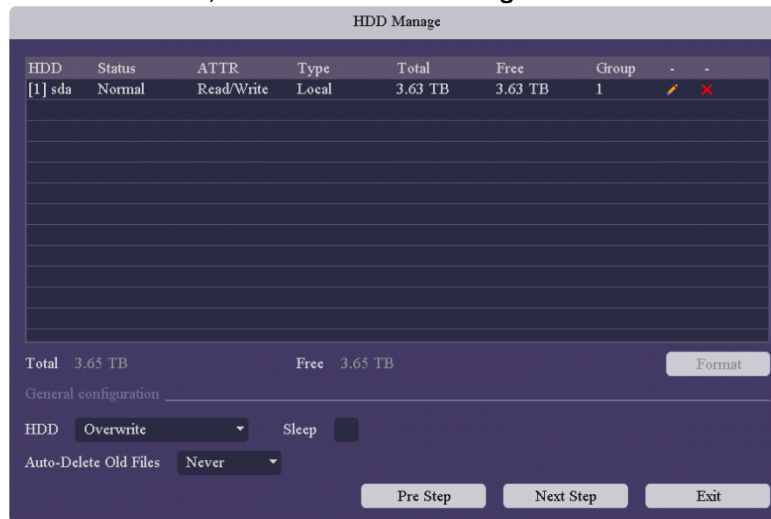 HDD Manage
HDD Status ATTR Type Total Free Group - -
[1] sda Normal Read/Write Local 3.63 TB 3.63 TB 1
Total 3.65 TB Free 3.65 TB Format
General configuration
HDD Overwrite Sleep
Auto-Delete Old Files Never
Pre Step Next Step Exit